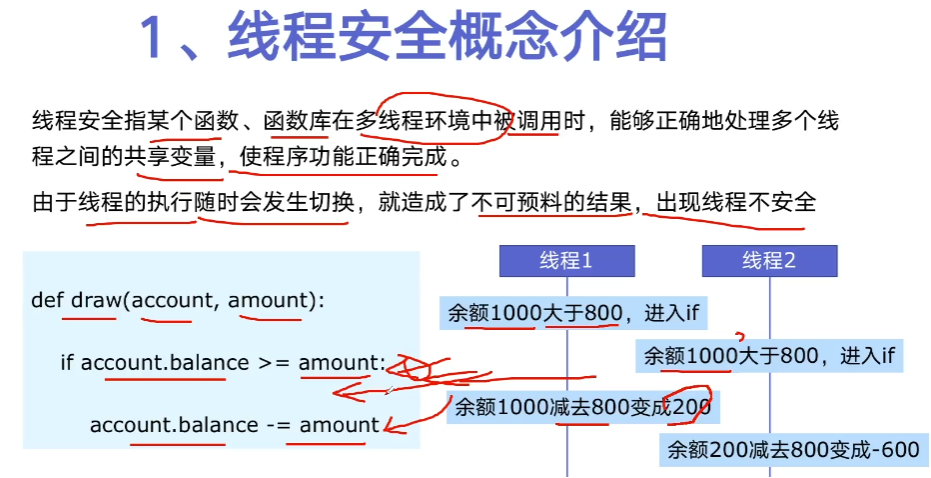 1、线程安全概念介绍
线程安全指某个函数、函数库在多线程环境中被调用时，能够正确地处理多个线
程之间的共享变量，使程序功能正确完成。
由于线程的执行随时会发生切换，就造成了不可预料的结果，出现线程不安全
def draw(account, amount):
if account.balance >= amount:
account.balance -= amount
线程1
线程2
余额1000大于800，进入if
余额1000大于800，进入if
余额1000减去800变成200
余额200减去800变成-600